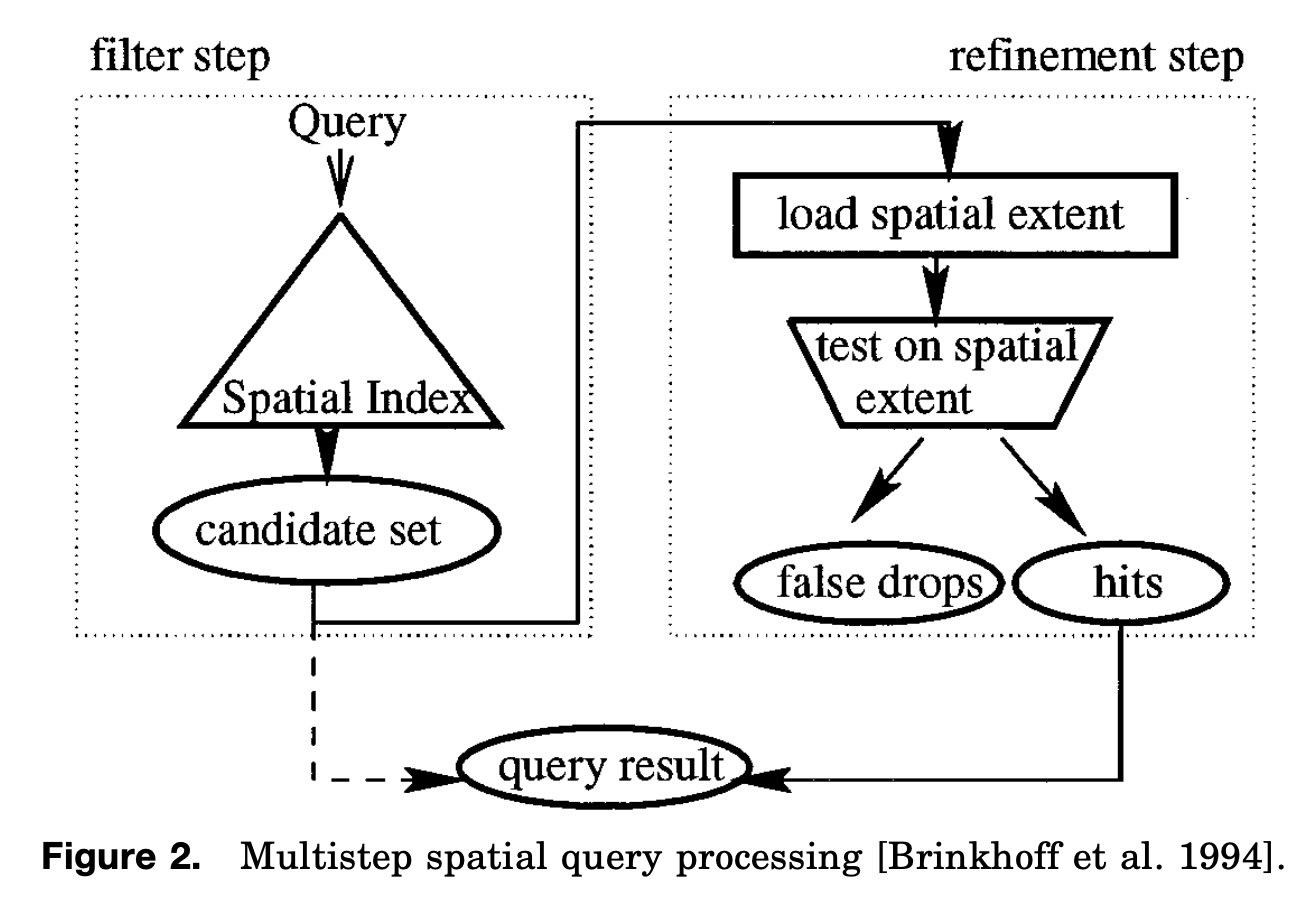 filter step
refinement step
Query
Spatial Index
candidate set
load spatial extent
test on spatial
extent
false drops
hits
query result
Figure 2. Multistep spatial query processing [Brinkhoff et al. 1994].